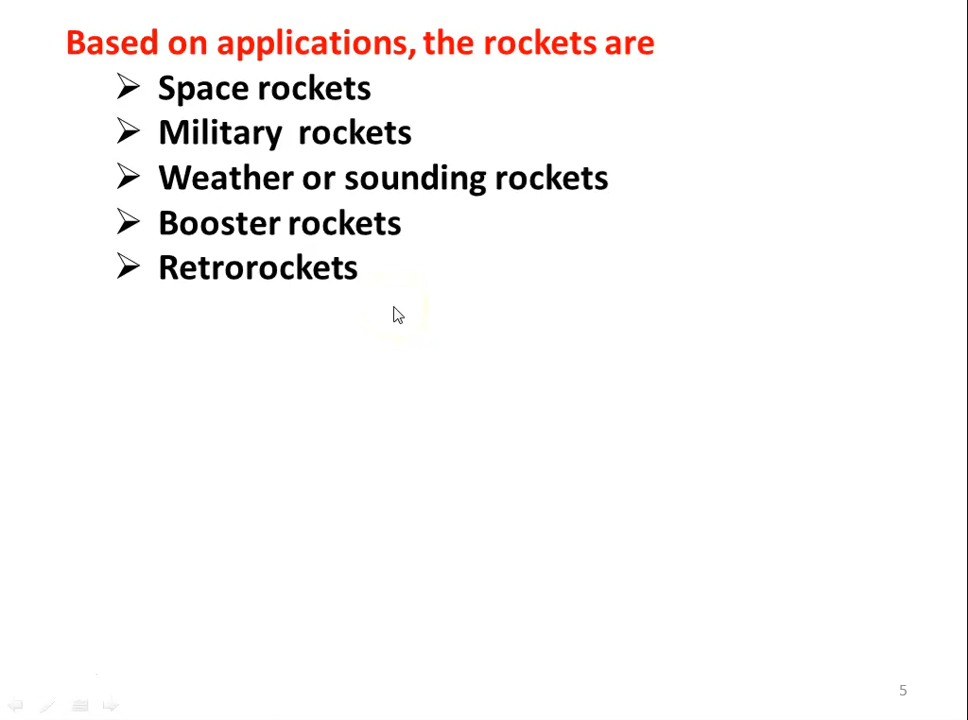 Based on applications, the rockets are
➢ Space rockets
➢ Military rockets
➢ Weather or sounding rockets
➢ Booster rockets
➢ Retrorockets
5